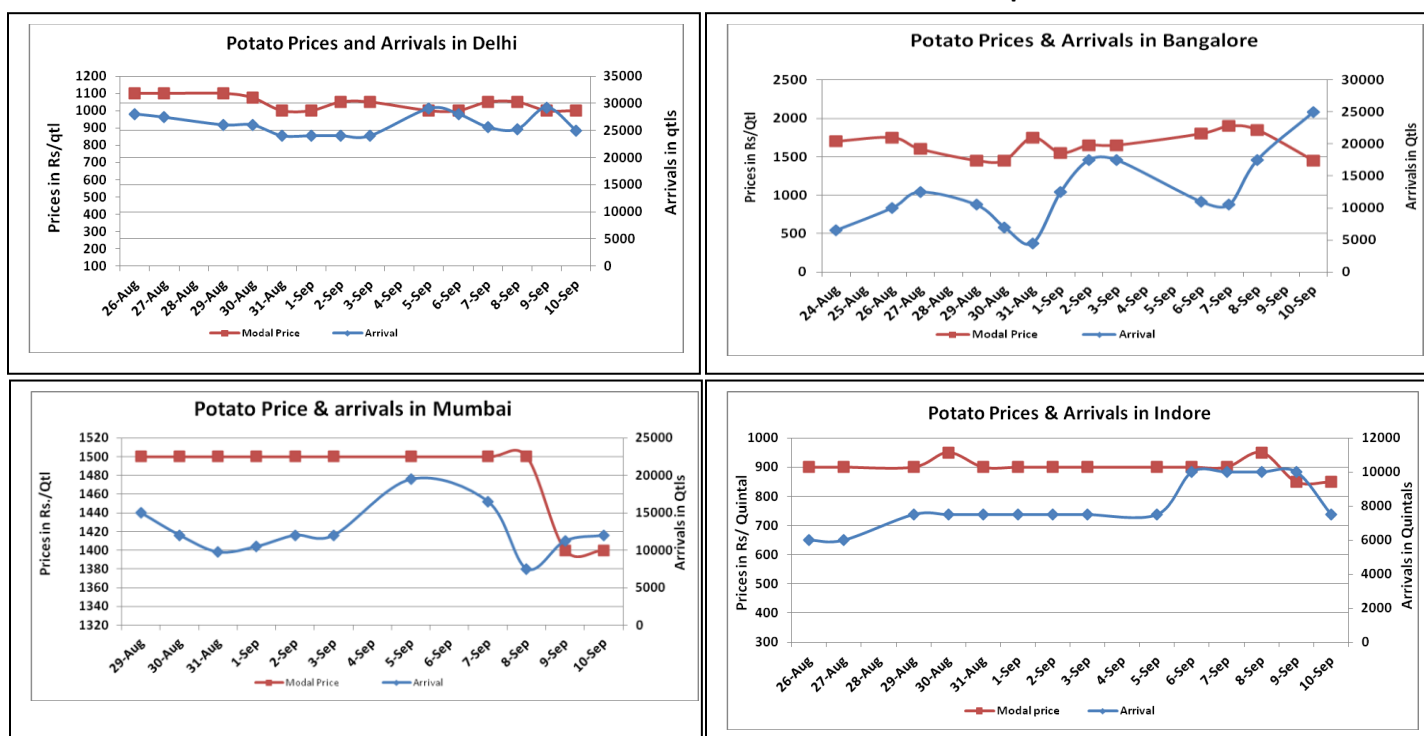 Potato Prices and Arrivals in Delhi
Prices in Rs/qtl
1200
1100
1000
900
800
700
600
500
400
300
200
100
35000
30000
25000
20000
15000
10000
5000
0
Arrivals in qtls
26-Aug
27-Aug
28-Aug
29-Aug
30-Aug
31-Aug
1-Sep
2-Sep
3-Sep
4-Sep
5-Sep
6-Sep
7-Sep
8-Sep
9-Sep
10-Sep
Modal Price
Arrival
Potato Prices & Arrivals in Bangalore
Prices in Rs/Qtl
2500
2000
1500
1000
500
0
30000
25000
20000
15000
10000
5000
0
Arrivals in Qtls
24-Aug
25-Aug
26-Aug
27-Aug
28-Aug
29-Aug
30-Aug
31-Aug
1-Sep
2-Sep
3-Sep
4-Sep
5-Sep
6-Sep
7-Sep
8-Sep
9-Sep
10-Sep
Modal Price
Arrival
Potato Price & arrivals in Mumbai
Prices in Rs./Qtl
1520
1500
1480
1460
1440
1420
1400
1380
1360
1340
1320
25000
20000
15000
10000
5000
0
Arrivals in Qtls
29-Aug
30-Aug
31-Aug
1-Sep
2-Sep
3-Sep
4-Sep
5-Sep
6-Sep
7-Sep
8-Sep
9-Sep
10-Sep
Modal Price
Arrival
Potato Prices & Arrivals in Indore
Prices in Rs/ Quintal
1000
900
800
700
600
500
400
300
12000
10000
8000
6000
4000
2000
0
Arrivals in Quintals
26-Aug
27-Aug
28-Aug
29-Aug
30-Aug
31-Aug
1-Sep
2-Sep
3-Sep
4-Sep
5-Sep
6-Sep
7-Sep
8-Sep
9-Sep
10-Sep
Modal price
Arrival